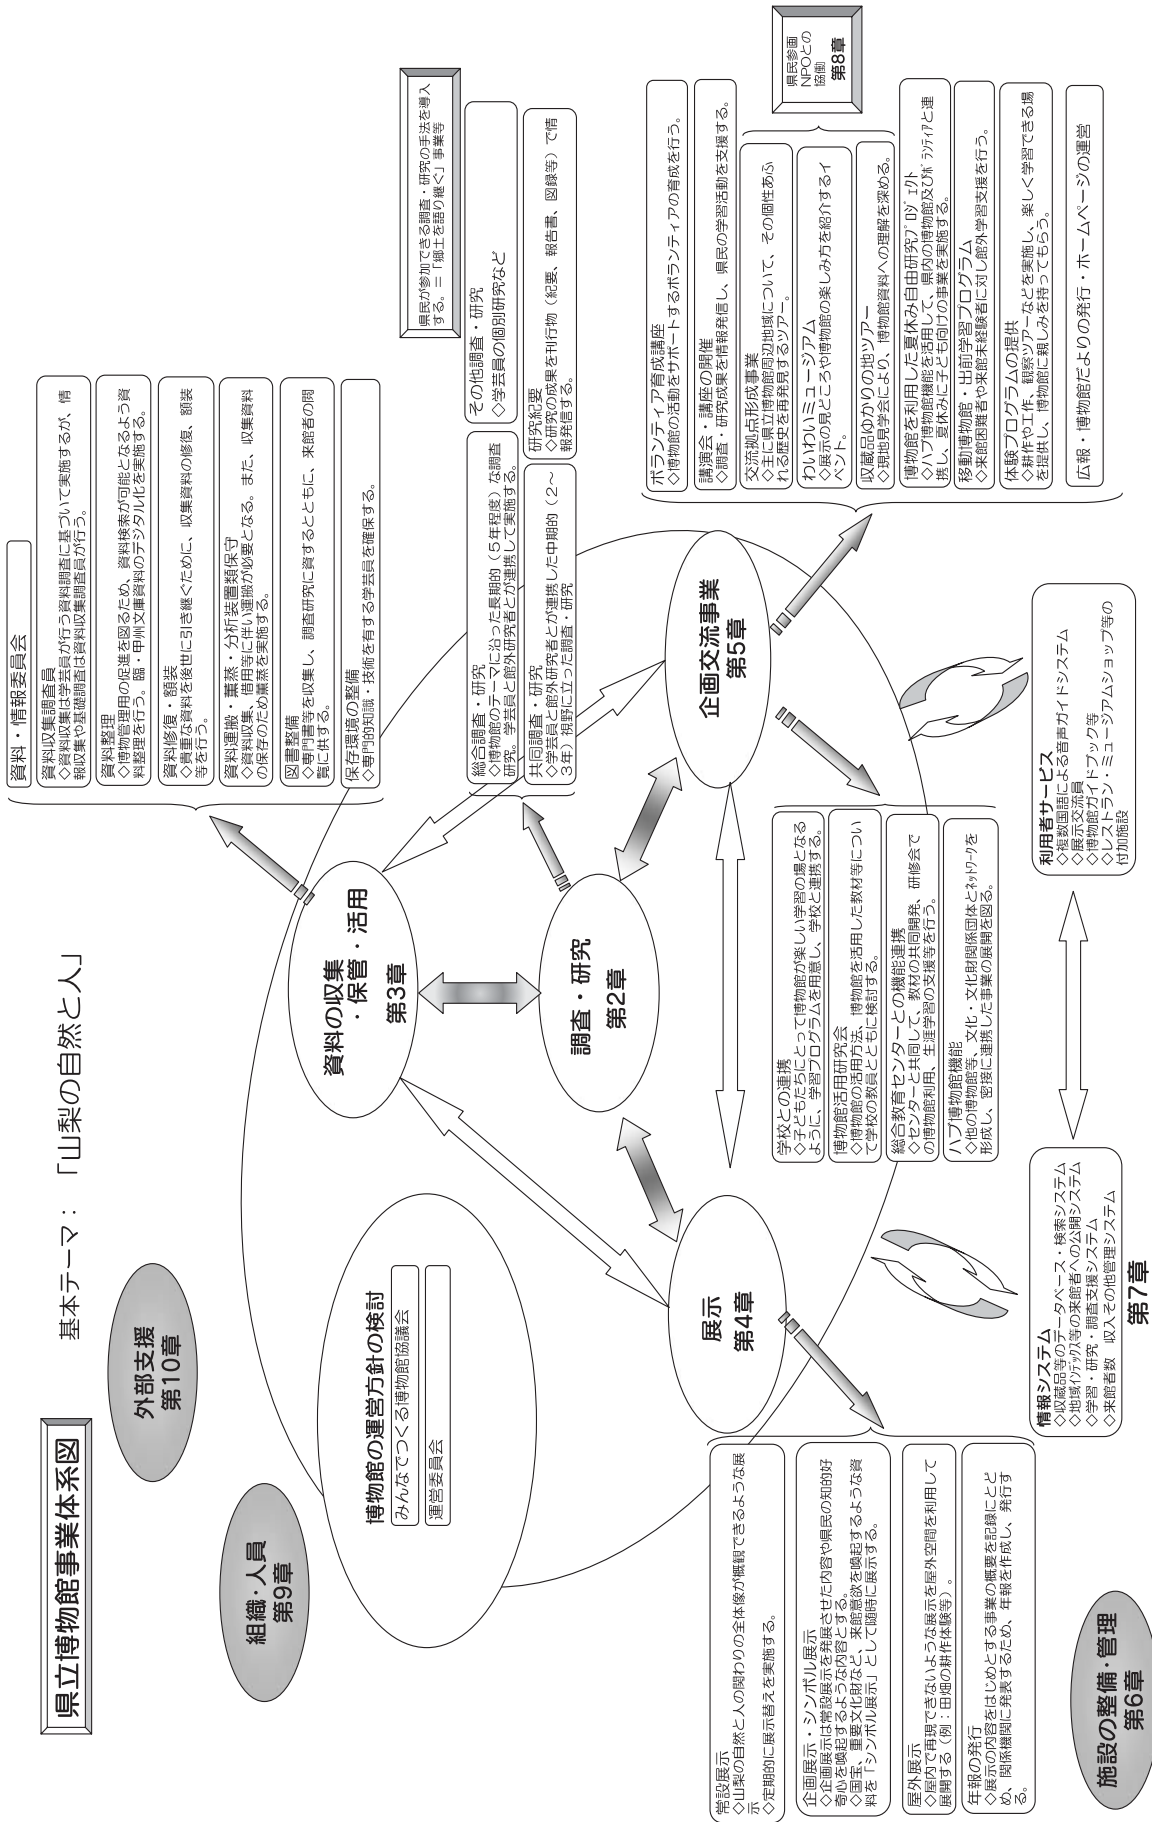 県立博物館事業体系図
基本テーマ：「山梨の自然と人」
組織・人員
第9章
外部支援
第10章
博物館の運営方針の検討
みんなでつくる博物館協議会
運営委員会
資料の収集
・保管・活用
第3章
調査・研究
第2章
展示
第4章
企画交流事業
第5章
資料・情報委員会
資料収集調査員
◇資料収集は学芸員が行う資料調査に基づいて実施するが、情
報収集や基礎調査は資料収集調査員が行う。
資料整理
◇博物管理用の促進を図るため、資料検索が可能となるよう資
料整理を行う。臨・甲州文庫資料のデジタル化を実施する。
資料修復・額装
◇貴重な資料を後世に引き継ぐために、収集資料の修復、額装
等を行う。
資料運搬・薫蒸・分析装置類保守
◇資料収集、借用等に伴い運搬が必要となる。また、収集資料
の保存のため薫蒸を実施する。
図書整備
◇専門書等を収集し、調査研究に資するとともに、来館者の閲
覧に供する。
保存環境の整備
◇専門的知識・技術を有する学芸員を確保する。
総合調査・研究
◇博物館のテーマに沿った長期的（５年程度）な調査
研究。学芸員と館外研究者とが連携して実施する。
共同調査・研究
◇学芸員と館外研究者とが連携した中期的（２～
３年）視野に立った調査・研究
その他調査・研究
◇学芸員の個別研究など
研究紀要
◇研究の成果を刊行物（紀要、報告書、図録等）で情
報発信する。
県民が参加できる調査・研究の手法を導入
する。＝「郷土を語り継ぐ」事業等
ボランティア育成講座
◇博物館の活動をサポートするボランティアの育成を行う。
講演会・講座の開催
◇調査・研究成果を情報発信し、県民の学習活動を支援する。
交流拠点形成事業
◇主に県立博物館周辺地域について、その個性あふ
れる歴史を再発見するツアー。
わいわいミュージアム
◇展示の見どころや博物館の楽しみ方を紹介するイ
ベント。
収蔵品ゆかりの地ツアー
◇現地見学会により、博物館資料への理解を深める。
博物館を利用した夏休み自由研究プロジェクト
◇ハブ博物館機能を活用して、県内の博物館及びボランティアと連
携し、夏休みに子ども向けの事業を実施する。
移動博物館・出前学習プログラム
◇来館困難者や来館未経験者に対し館外学習支援を行う。
体験プログラムの提供
◇耕作や工作、観察ツアーなどを実施し、楽しく学習できる場
を提供し、博物館に親しみを持ってもらう。
広報・博物館だよりの発行・ホームページの運営
県民参画
NPOとの
協働
第8章
学校との連携
◇子どもたちにとって博物館が楽しい学習の場となる
ように、学習プログラムを用意し、学校と連携する。
博物館活用研究会
◇博物館の活用方法、博物館を活用した教材等につい
て学校の教員とともに検討する。
総合教育センターとの機能連携
◇センターと共同して、教材の共同開発、研修会で
の博物館利用、生涯学習の支援等を行う。
ハブ博物館機能
◇他の博物館等、文化・文化財関係団体とネットワークを
形成し、密接に連携した事業の展開を図る。
常設展示
◇山梨の自然と人の関わりの全体像が概観できるような展
示
◇定期的に展示替えを実施する。
企画展示・シンボル展示
◇企画展示は常設展示を発展させた内容や県民の知的好
奇心を喚起するような内容とする。
◇国宝、重要文化財など、来館意欲を喚起するような資
料を「シンボル展示」として随時に展示する。
屋外展示
◇屋内で再現できないような展示を屋外空間を利用して
展開する（例：田畑の耕作体験等）。
年報の発行
◇展示の内容をはじめとする事業の概要を記録にとど
め、関係機関に発表するため、年報を作成し、発行す
る。
情報システム
◇収蔵品等のデータベース・検索システム
◇地域インデックス等の来館者への公開システム
◇学習・研究・調査支援システム
◇来館者数　収入その他管理システム
第7章
利用者サービス
◇複数国語による音声ガイドシステム
◇展示交流員
◇博物館ガイドブック等
◇レストラン・ミュージアムショップ等の
付加施設
施設の整備・管理
第6章